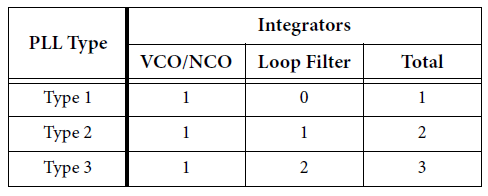 PLL Type Integrators
VCO/NCO Loop Filter Total
Type 1 1 0 1
Type 2 1 1 2
Type 3 1 2 3